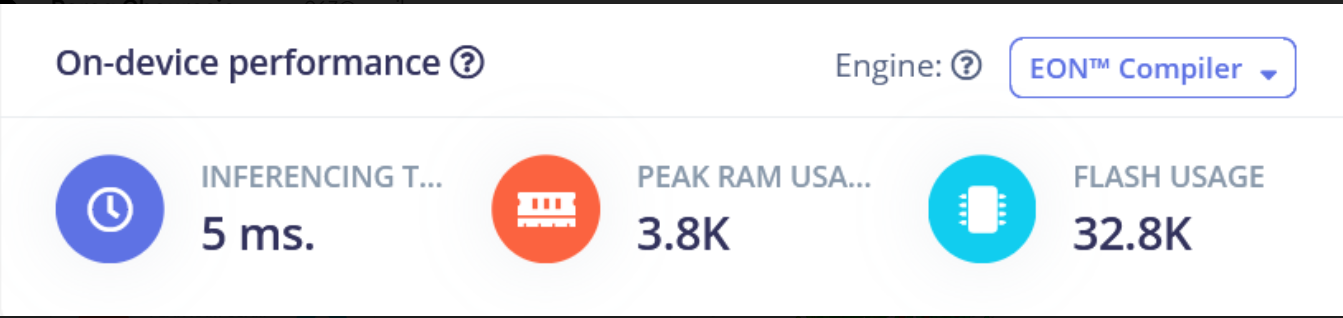 On-device performance
Engine: EON™ Compiler
INFERENCING T...
5 ms.
PEAK RAM USA...
3.8K
FLASH USAGE
32.8K